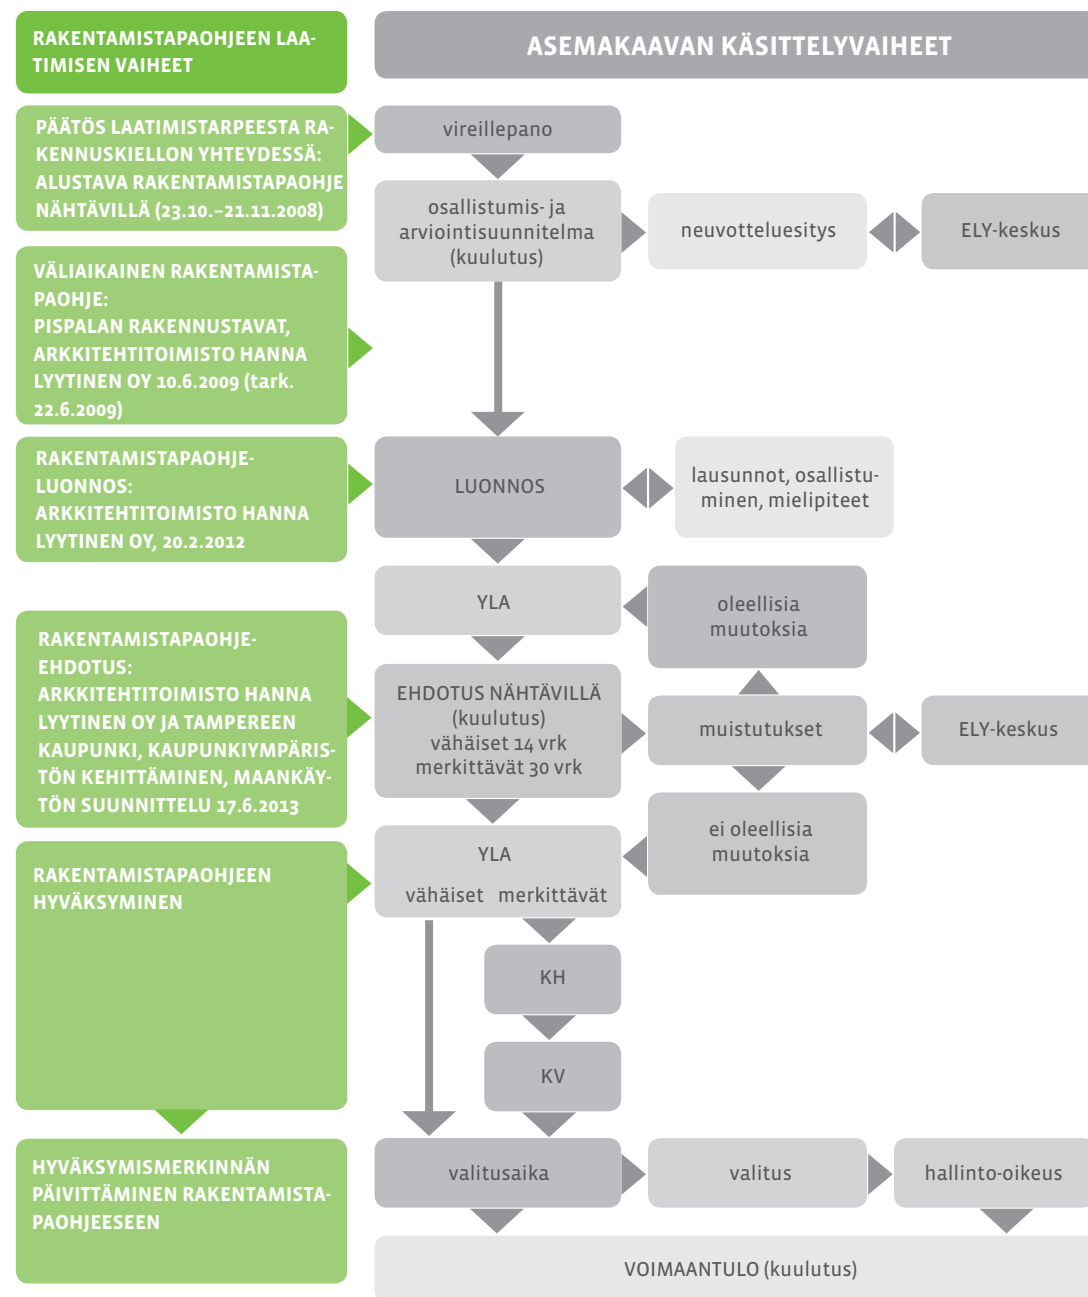 RAKENTAMISTAPAOHJEEN LAA-
TIMISEN VAIHEET
PÄÄTÖS LAATIMISTARPEESTA RA-
KENNUSKIELLON YHTEYDESSÄ:
ALUSTAVA RAKENTAMISTAPAOHJE
NÄHTÄVILLÄ (23.10.–21.11.2008)
VÄLIAIKAINEN RAKENTAMISTA-
PAOHJE:
PISPALAN RAKENNUSTAVAT,
ARKKITEHTITOIMISTO HANNA
LYYTINEN OY 10.6.2009 (tark.
22.6.2009)
RAKENTAMISTAPAOHJE-
LUONNOS:
ARKKITEHTITOIMISTO HANNA
LYYTINEN OY, 20.2.2012
RAKENTAMISTAPAOHJE-
EHDOTUS:
ARKKITEHTITOIMISTO HANNA
LYYTINEN OY JA TAMPEREEN
KAUPUNKI, KAUPUNKIYMPÄRIS-
TÖN KEHITTÄMINEN, MAANKÄY-
TÖN SUUNNITTELU 17.6.2013
RAKENTAMISTAPAOHJEEN
HYVÄKSYMINEN
HYVÄKSYMISMERKINNÄN
PÄIVITTÄMINEN RAKENTAMISTA-
PAOHJEESEEN
ASEMAKAAVAN KÄSITTELYVAIHEET
vireillepano
osallistumis- ja
arviointisuunnitelma
(kuulutus)
neuvotteluesitys
ELY-keskus
LUONNOS
lausunnot, osallistu-
minen, mielipiteet
YLA
oleellisia
muutoksia
EHDOTUS NÄHTÄVILLÄ
(kuulutus)
vähäiset 14 vrk
merkittävät 30 vrk
muistutukset
ELY-keskus
ei oleellisia
muutoksia
YLA
vähäiset merkittävät
KH
KV
valitusaika
valitus
hallinto-oikeus
VOIMAANTULO (kuulutus)